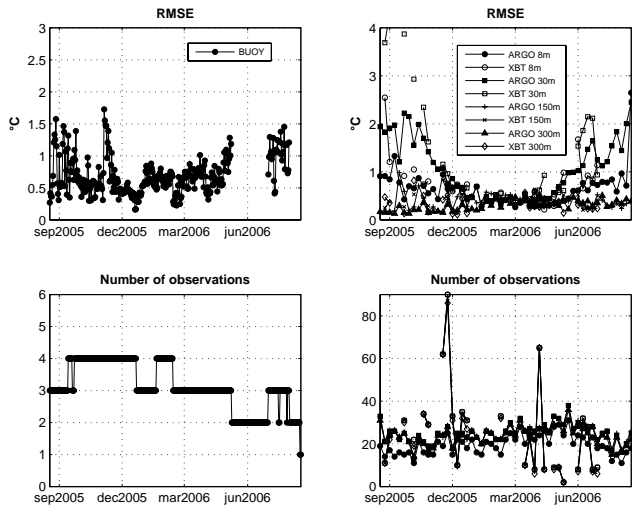 RMSE
3
2.5
2
1.5
1
0.5
0
°C
BUOY
sep2005 dec2005 mar2006 jun2006
RMSE
4
3
2
1
0
°C
ARGO 8m
XBT 8m
ARGO 30m
XBT 30m
ARGO 150m
XBT 150m
ARGO 300m
XBT 300m
sep2005 dec2005 mar2006 jun2006
Number of observations
6
5
4
3
2
1
0
sep2005 dec2005 mar2006 jun2006
Number of observations
80
60
40
20
0
sep2005 dec2005 mar2006 jun2006